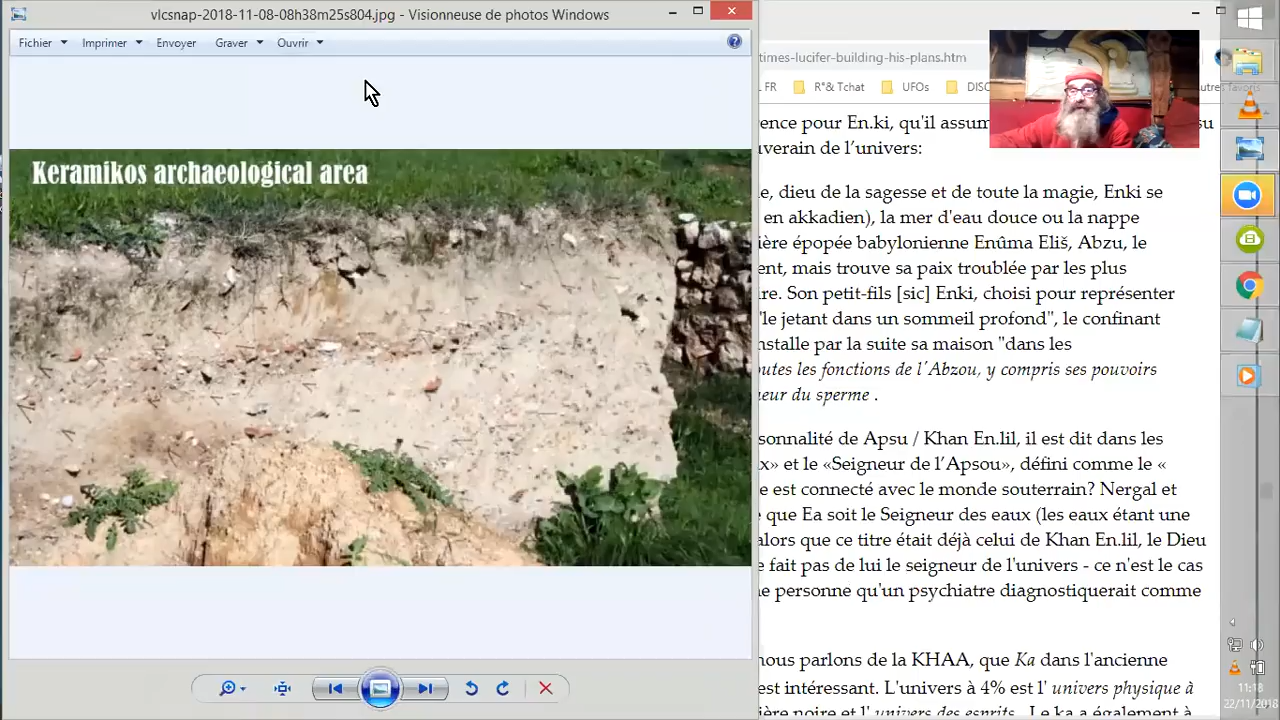 vlcsnap-2018-11-08-08h38m25s804.jpg - Visionneuse de photos Windows
Fichier Imprimer Envoyer Graver Ouvrir
Keramikos archaeological area
times-lucifer-building-his-plans.htm
FR R*& Tchat UFOs DISC
utres favoris
ence pour En.ki, qu'il assum su
uverain de l’univers:
e, dieu de la sagesse et de toute la magie, Enki se
en akkadien), la mer d'eau douce ou la nappe
ière épopée babylonienne Enûma Eliš, Abzu, le
ent, mais trouve sa paix troublée par les plus
ire. Son petit-fils [sic] Enki, choisi pour représenter
"le jetant dans un sommeil profond", le confinant
nstalle par la suite sa maison "dans les
outes les fonctions de l'Abzou, y compris ses pouvoirs
ueur du sperme .
sonnalité de Apsu / Khan En.lil, il est dit dans les
x» et le «Seigneur de l’Apsou», défini comme le «
e est connecté avec le monde souterrain? Nergal et
e que Ea soit le Seigneur des eaux (les eaux étant une
alors que ce titre était déjà celui de Khan En.lil, le Dieu
e fait pas de lui le seigneur de l'univers - ce n'est le cas
ne personne qu'un psychiatre diagnostiquerait comme
nous parlons de la KHAA, que Ka dans l'ancienne
est intéressant. L'univers à 4% est l' univers physique à
ière noire et l' univers des esprits . Le ka a également à
11:18
22/11/2018